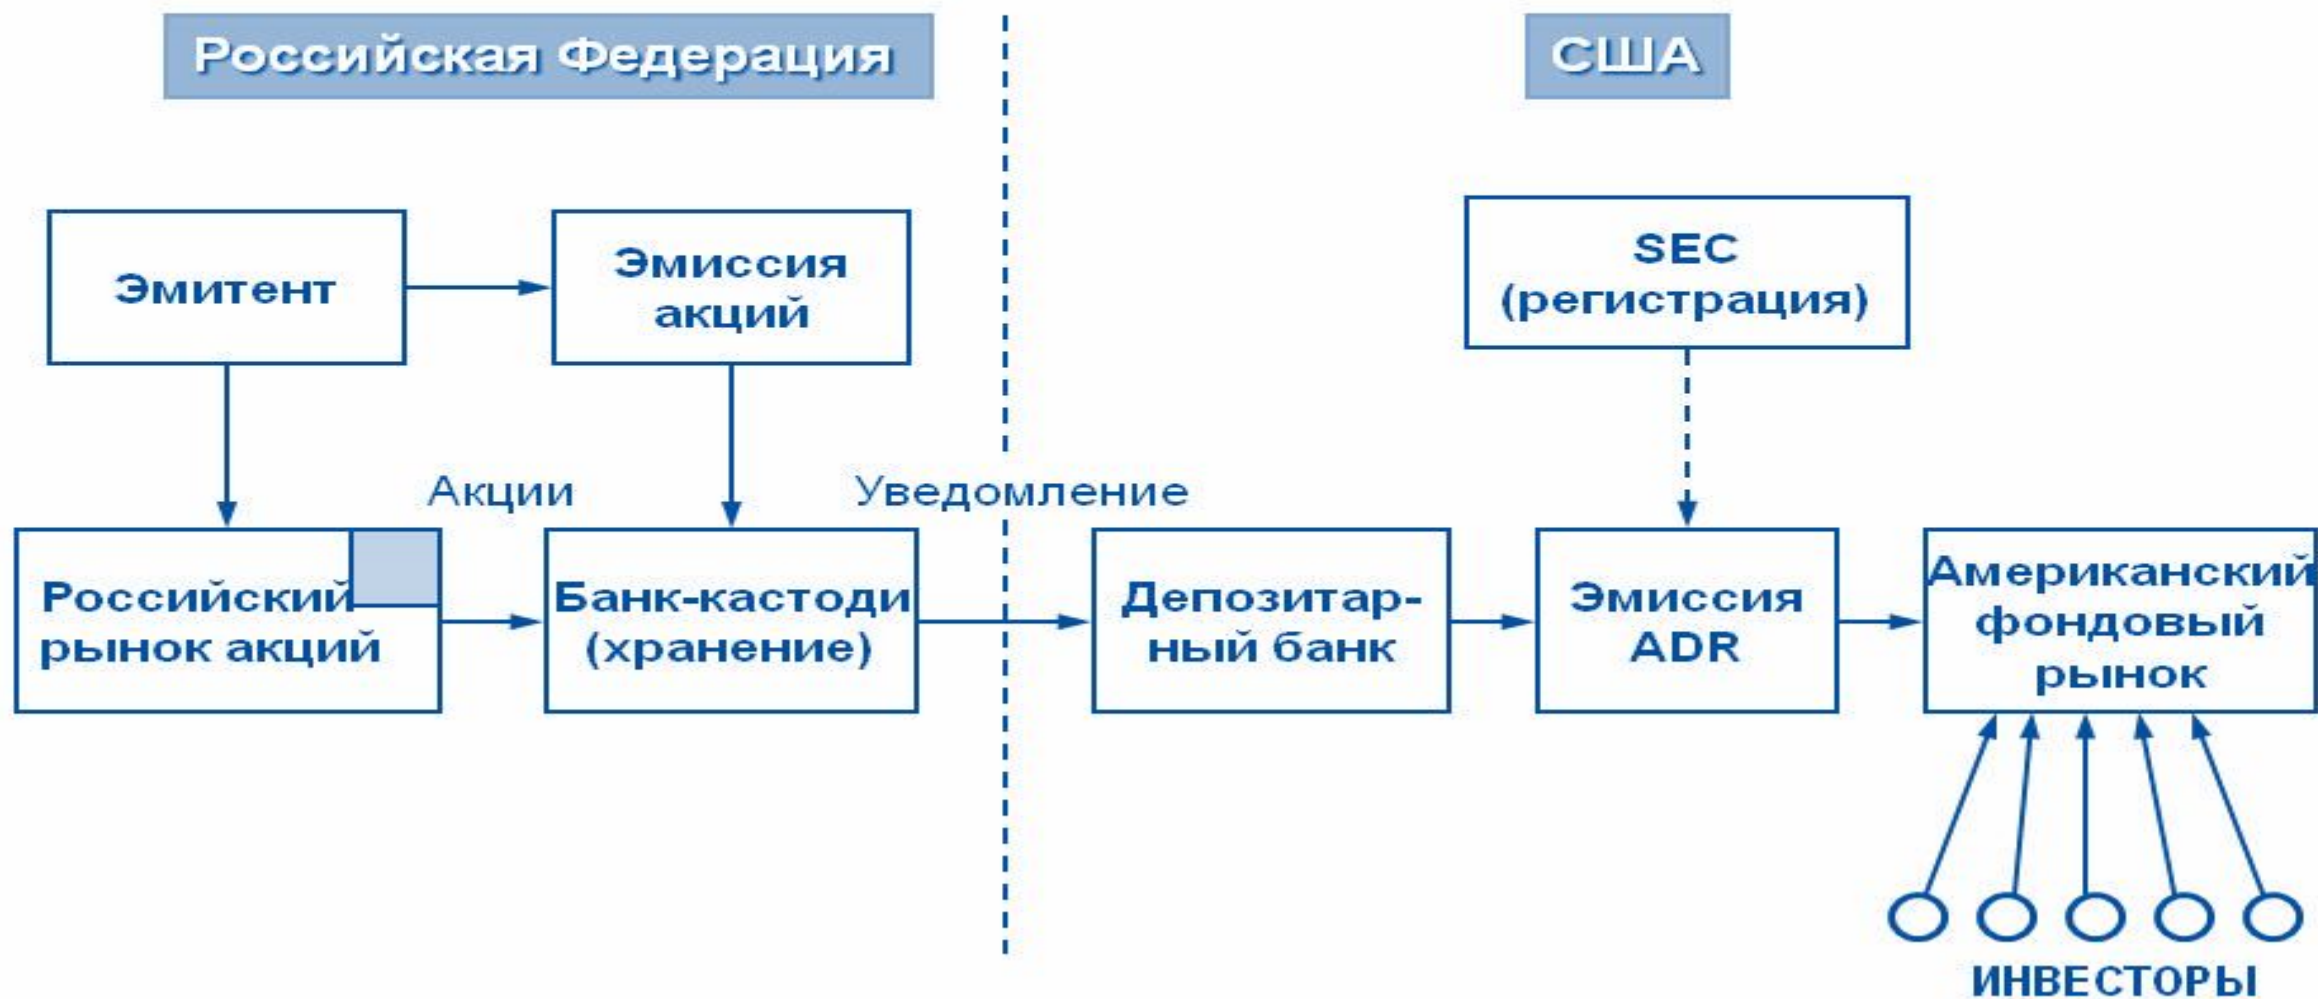 Российская Федерация
США
Эмитент
Эмиссия
акций
SEC
(регистрация)
Акции
Уведомление
Российский
рынок акций
Банк-кастоди
(хранение)
Депозитар-
ный банк
Эмиссия
ADR
Американский
фондовый
рынок
ИНВЕСТОРЫ